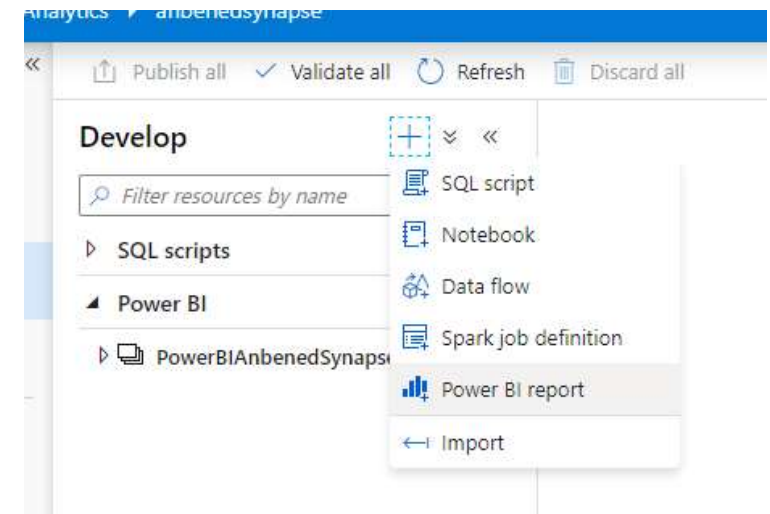 Analytics anbenedsynapse
« Publish all Validate all Refresh Discard all
Develop
Filter resources by name
SQL scripts
Power BI
PowerBIAnbenedSynapse
SQL script
Notebook
Data flow
Spark job definition
Power BI report
Import